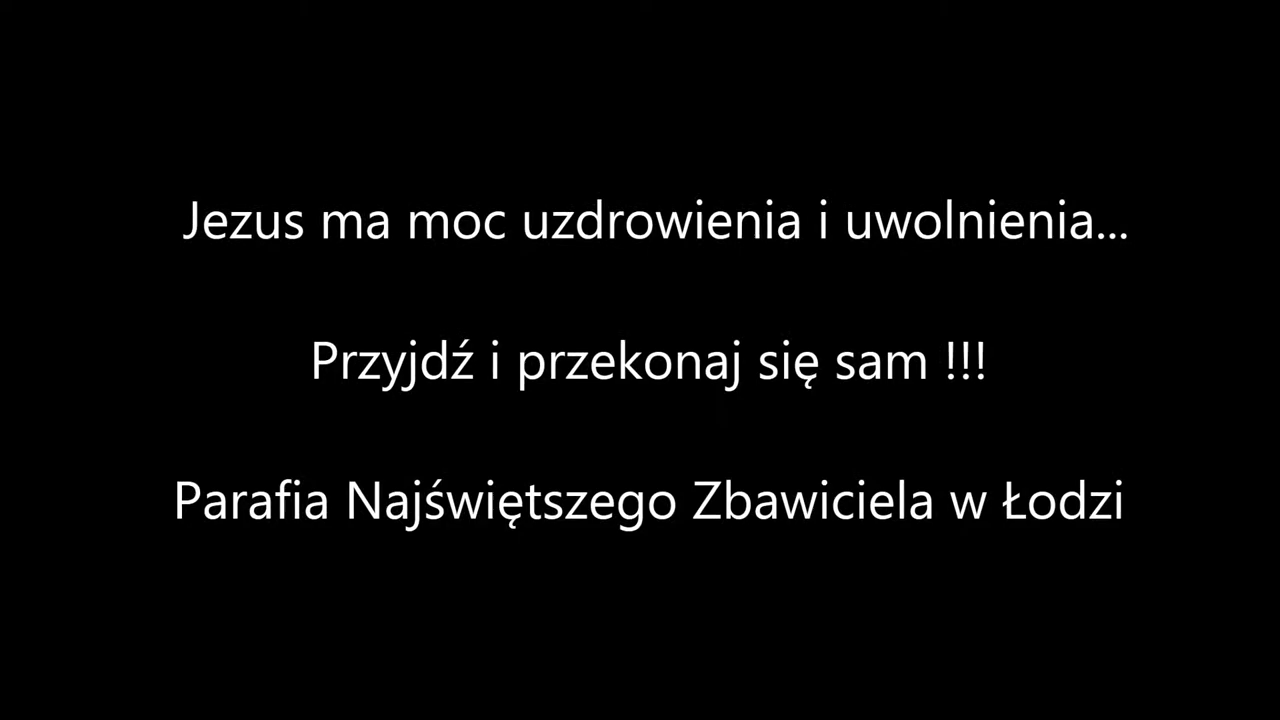 Jezus ma moc uzdrowienia i uwolnienia...
Przyjdź i przekonaj się sam !!!
Parafia Najświętszego Zbawiciela w Łodzi